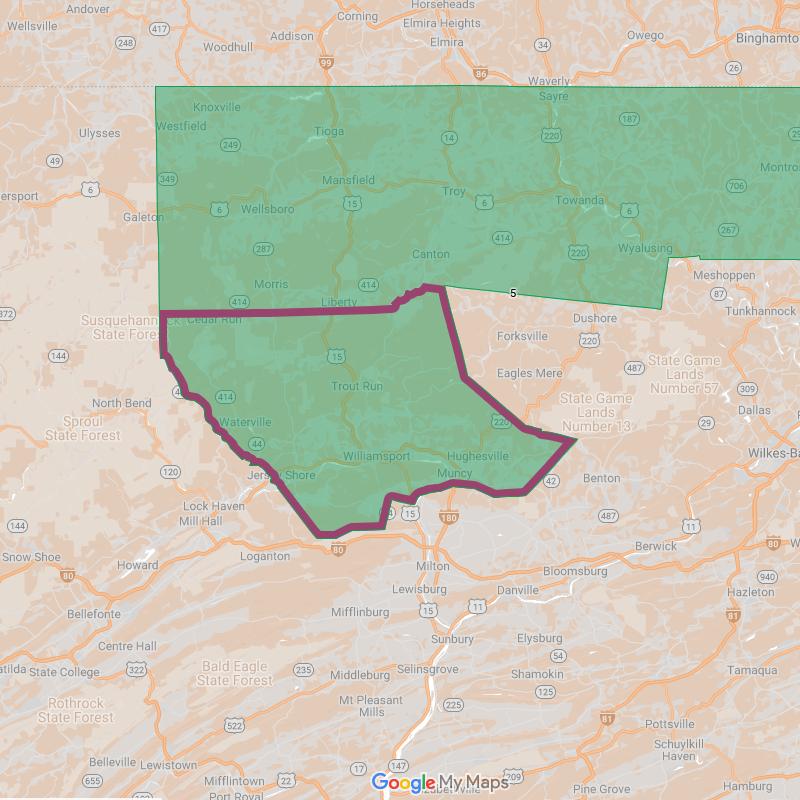 Andover
Horseheads
Wellsville
Corning
Elmira Heights
Addison
Elmira
Owego
417
248
Woodhull
34
Binghamto
99
86
26
Waverly
Sayre
Knoxville
Ulysses
Westfield
Tioga
14
220
187
249
49
349
Mansfield
Troy
6
706
Montro
ersport
6
6
Wellsboro
15
Towanda
6
Galeton
414
267
287
220
Wyalusing
Canton
Meshoppen
Morris
414
5
87
414
Liberty
Tunkhannock
872
Susquehannock
State Forest
Cedar Run
Dushore
Forksville
220
144
15
487
State Game
Lands
Number 57
Trout Run
Eagles Mere
309
North Bend
414
State Game
Lands
Number 13
Dallas
Sproul
State Forest
Waterville
220
29
44
Wilkes-Ba
120
Williamsport
Hughesville
Jersey Shore
Muncy
42
Benton
Lock Haven
Mill Hall
15
180
487
144
11
Snow Shoe
Loganton
80
Berwick
80
Howard
Milton
Bloomsburg
940
Danville
Hazleton
Bellefonte
Lewisburg
Mifflinburg
15
11
81
Centre Hall
Sunbury
Elysburg
atilda
State College
322
Bald Eagle
State Forest
235
54
Selinsgrove
Tamaqua
Middleburg
Shamokin
125
Rothrock
State Forest
Mt Pleasant
Mills
225
522
81
Pottsville
Schuylkill
Haven
Belleville
Lewistown
147
17
655
Mifflintown
22
Google My Maps
209
Hamburg
Port Royal
Pine Grove